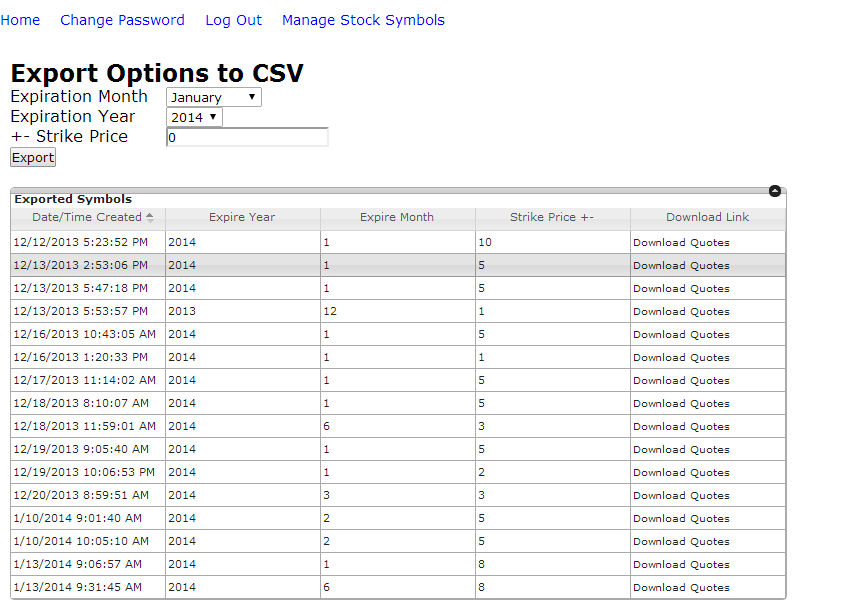 Home Change Password Log Out Manage Stock Symbols
Export Options to CSV
Expiration Month January
Expiration Year 2014
+- Strike Price 0
Export
Exported Symbols
Date/Time Created Expire Year Expire Month Strike Price +- Download Link
12/12/2013 5:23:52 PM 2014 1 10 Download Quotes
12/13/2013 2:53:06 PM 2014 1 5 Download Quotes
12/13/2013 5:47:18 PM 2014 1 5 Download Quotes
12/13/2013 5:53:57 PM 2013 12 1 Download Quotes
12/16/2013 10:43:05 AM 2014 1 5 Download Quotes
12/16/2013 1:20:33 PM 2014 1 1 Download Quotes
12/17/2013 11:14:02 AM 2014 1 5 Download Quotes
12/18/2013 8:10:07 AM 2014 1 5 Download Quotes
12/18/2013 11:59:01 AM 2014 6 3 Download Quotes
12/19/2013 9:05:40 AM 2014 1 5 Download Quotes
12/19/2013 10:06:53 PM 2014 1 2 Download Quotes
12/20/2013 8:59:51 AM 2014 3 3 Download Quotes
1/10/2014 9:01:40 AM 2014 2 5 Download Quotes
1/10/2014 10:05:10 AM 2014 2 5 Download Quotes
1/13/2014 9:06:57 AM 2014 1 8 Download Quotes
1/13/2014 9:31:45 AM 2014 6 8 Download Quotes